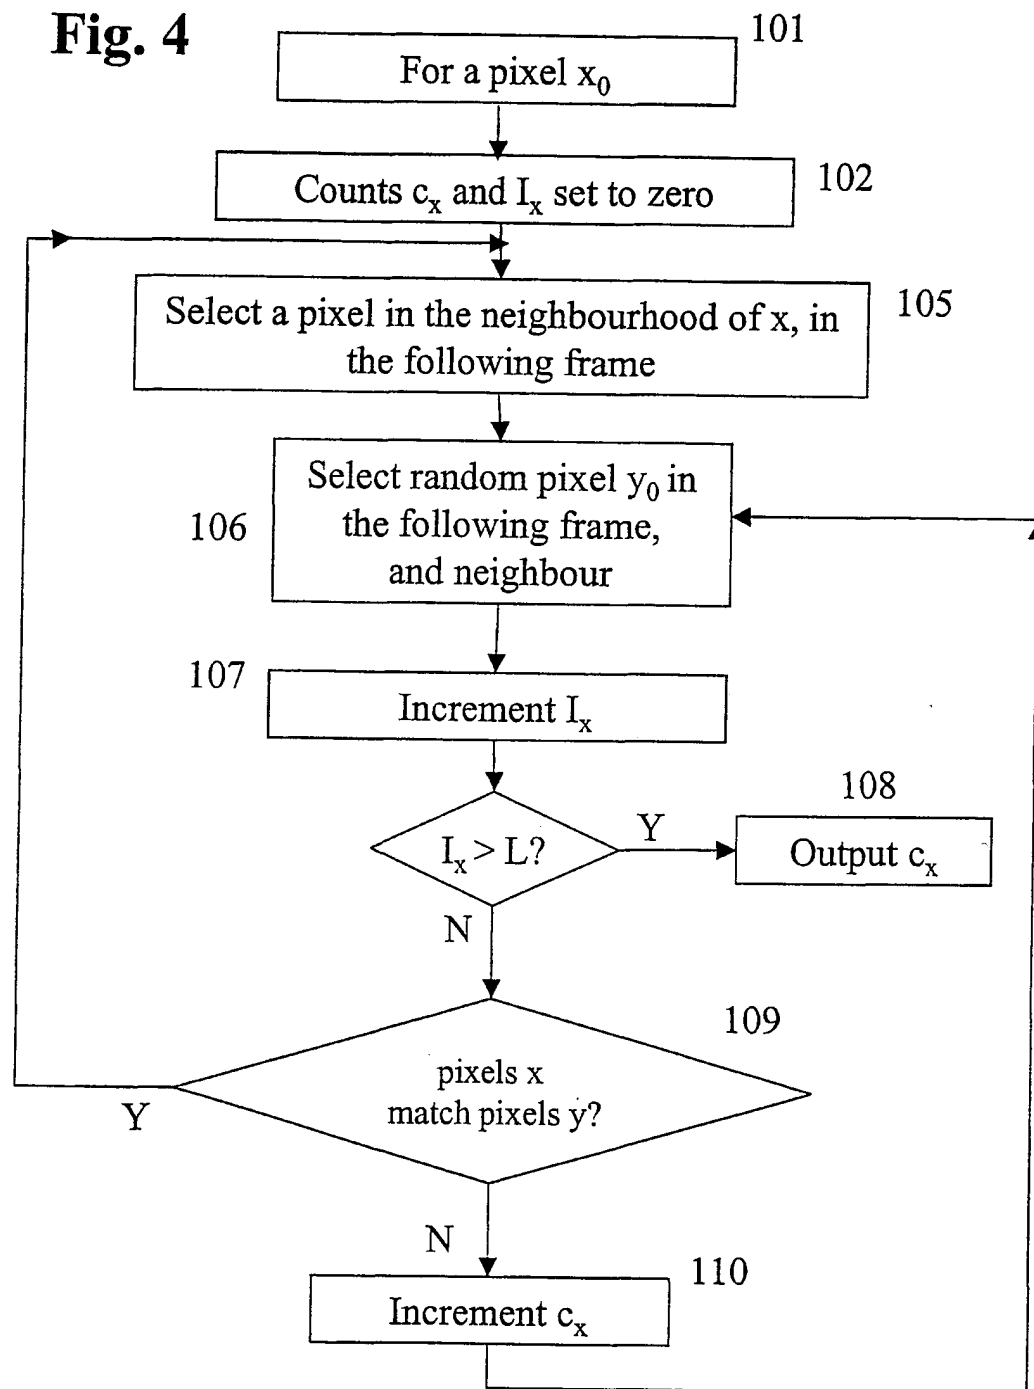 Fig. 4
101
For a pixel x₀
102
Counts cₓ and Iₓ set to zero
105
Select a pixel in the neighbourhood of x, in
the following frame
106
Select random pixel y₀ in
the following frame,
and neighbour
107
Increment Iₓ
108
Iₓ > L?
Y
Output cₓ
N
109
pixels x
match pixels y?
Y
N
110
Increment cₓ